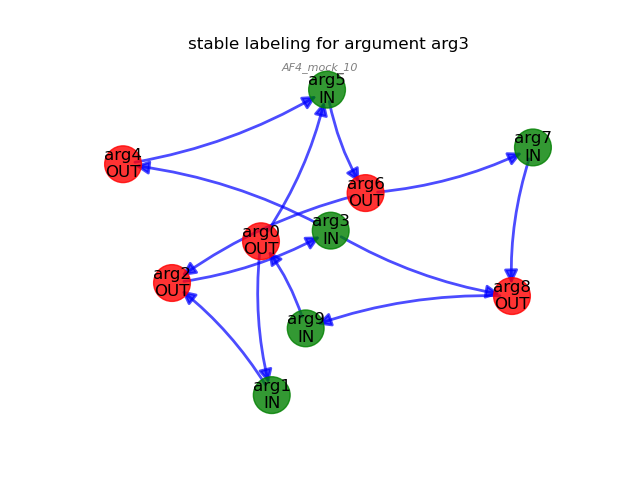 stable labeling for argument arg3
AF4_mock_10
arg5
IN
arg7
IN
arg4
OUT
arg6
OUT
arg3
IN
arg0
OUT
arg2
OUT
arg8
OUT
arg9
IN
arg1
IN